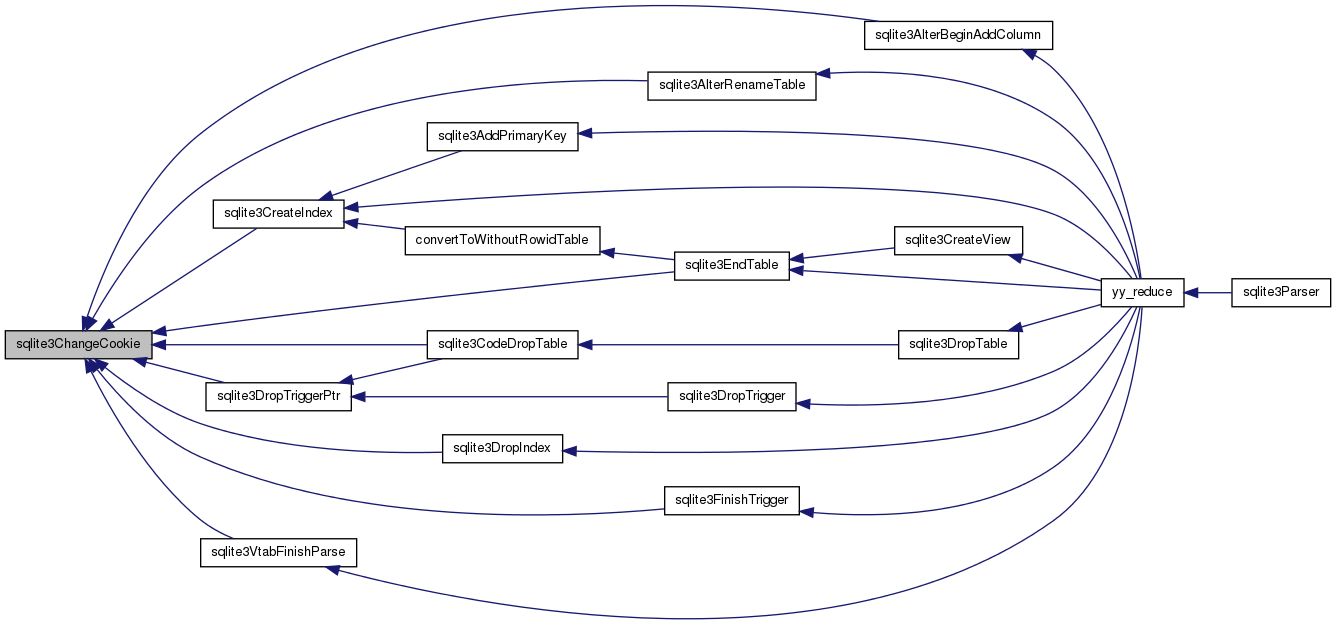 sqlite3AlterBeginAddColumn
sqlite3AlterRenameTable
sqlite3AddPrimaryKey
sqlite3CreateIndex
convertToWithoutRowidTable
sqlite3CreateView
sqlite3EndTable
yy_reduce
sqlite3Parser
sqlite3ChangeCookie
sqlite3CodeDropTable
sqlite3DropTable
sqlite3DropTriggerPtr
sqlite3DropTrigger
sqlite3DropIndex
sqlite3FinishTrigger
sqlite3VtabFinishParse